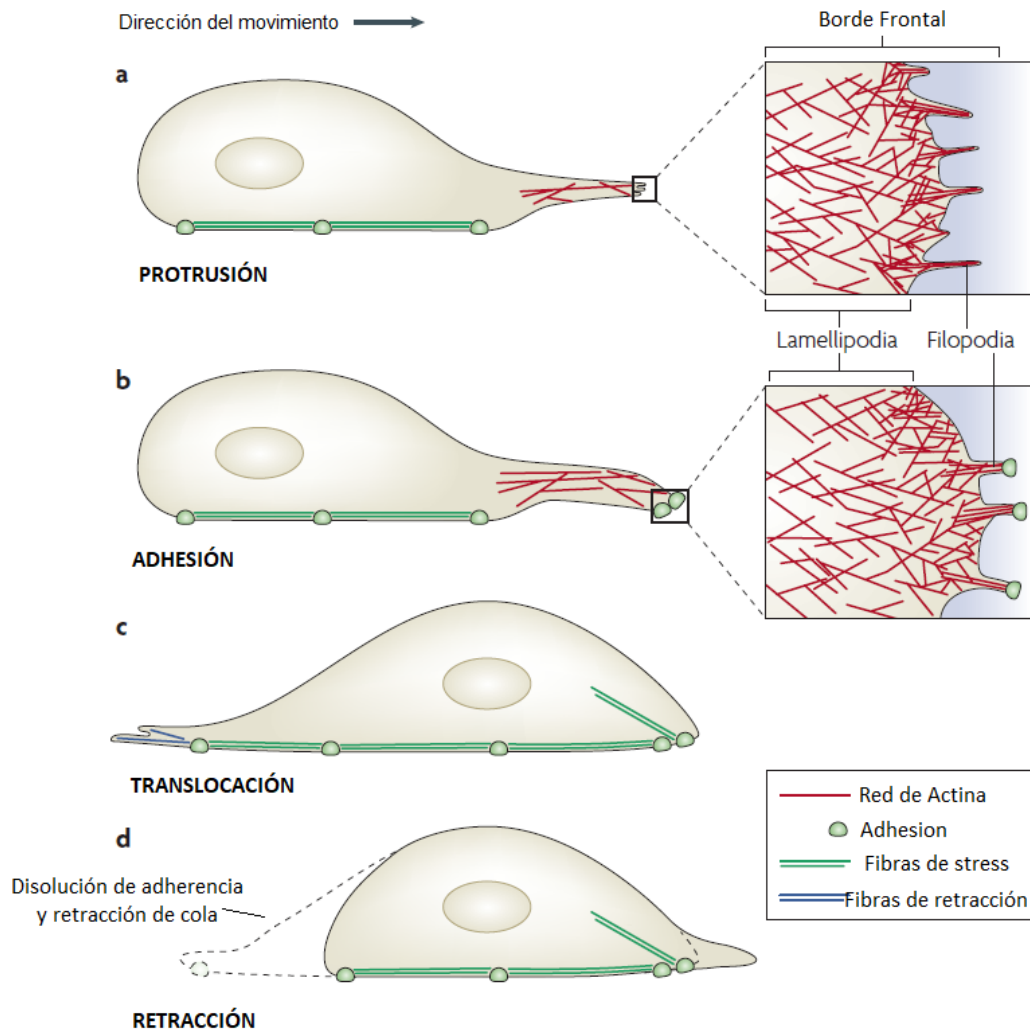 Dirección del movimiento
Borde Frontal
a
PROTRUSIÓN
Lamellipodia
Filopodia
b
ADHESIÓN
c
TRANSLOCACIÓN
Red de Actina
Adhesion
Fibras de stress
Fibras de retracción
d
Disolución de adherencia
y retracción de cola
RETRACCIÓN